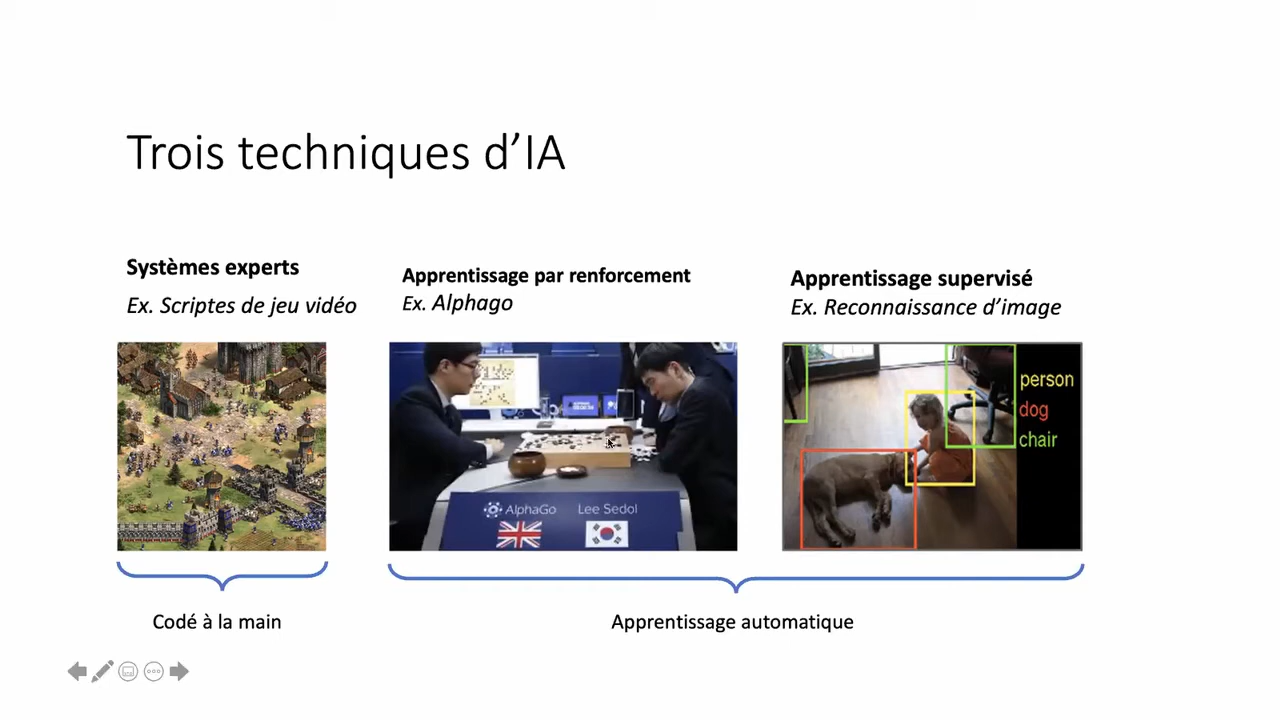 Trois techniques d'IA
Systèmes experts
Ex. Scriptes de jeu vidéo
Apprentissage par renforcement
Ex. Alphago
Apprentissage supervisé
Ex. Reconnaissance d'image
AlphaGo
Lee Sedol
person
dog
chair
Codé à la main
Apprentissage automatique